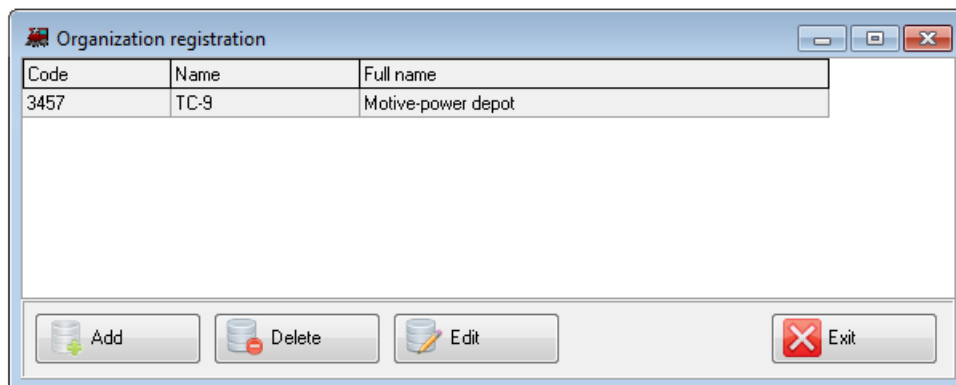 Organization registration
Code Name Full name
3457 TC-9 Motive-power depot
Add Delete Edit Exit